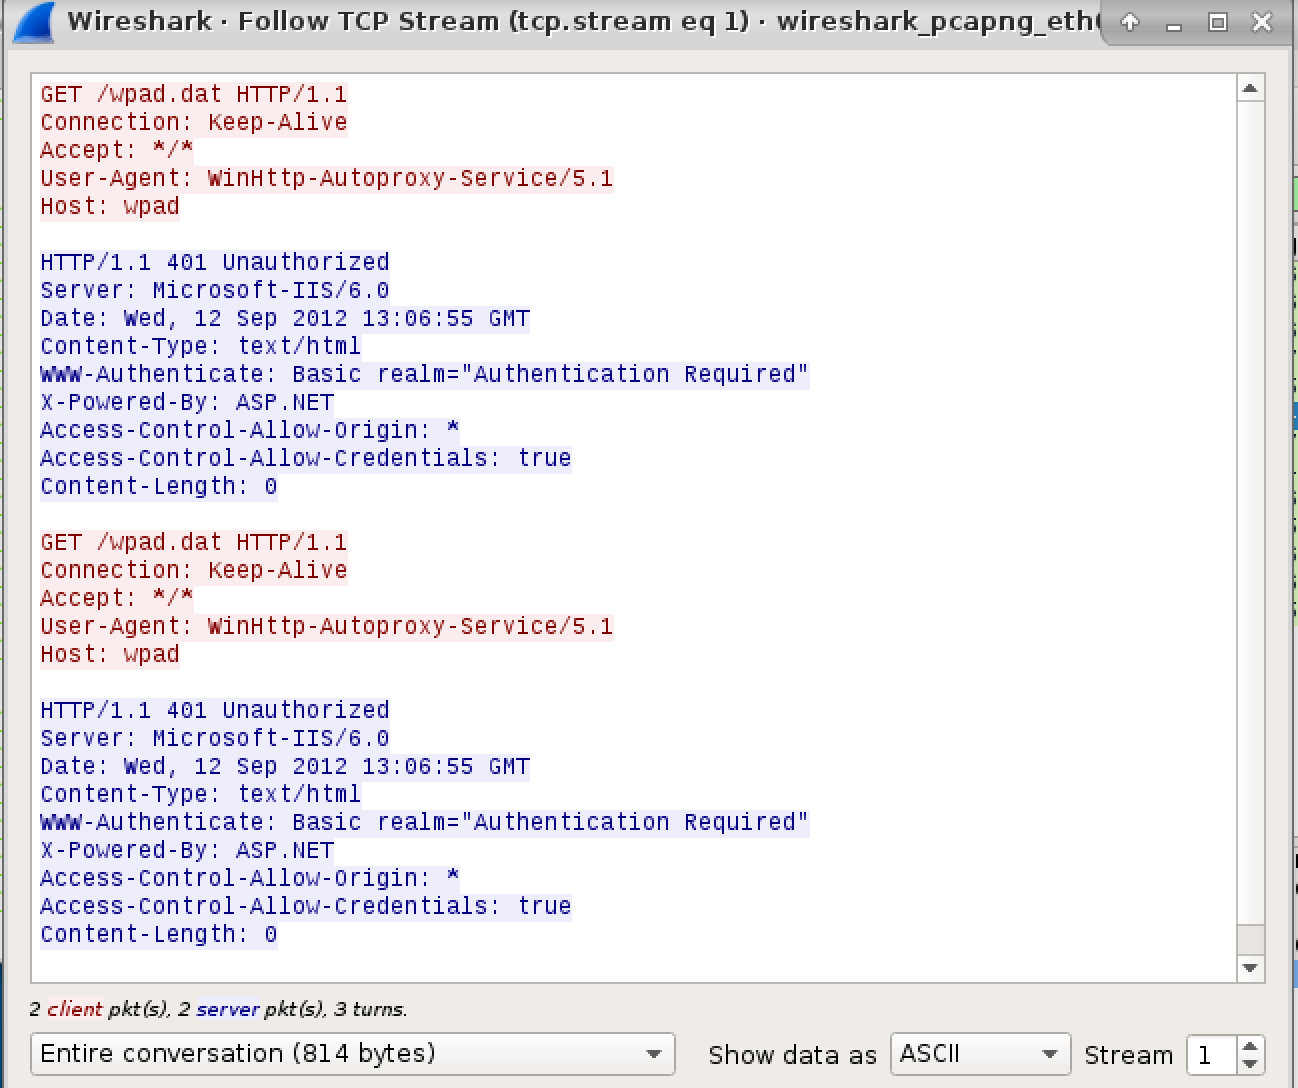 Wireshark · Follow TCP Stream (tcp.stream eq 1) · wireshark_pcapng_eth
GET /wpad.dat HTTP/1.1
Connection: Keep-Alive
Accept: */*
User-Agent: WinHttp-Autoproxy-Service/5.1
Host: wpad
HTTP/1.1 401 Unauthorized
Server: Microsoft-IIS/6.0
Date: Wed, 12 Sep 2012 13:06:55 GMT
Content-Type: text/html
WWW-Authenticate: Basic realm="Authentication Required"
X-Powered-By: ASP.NET
Access-Control-Allow-Origin: *
Access-Control-Allow-Credentials: true
Content-Length: 0
GET /wpad.dat HTTP/1.1
Connection: Keep-Alive
Accept: */*
User-Agent: WinHttp-Autoproxy-Service/5.1
Host: wpad
HTTP/1.1 401 Unauthorized
Server: Microsoft-IIS/6.0
Date: Wed, 12 Sep 2012 13:06:55 GMT
Content-Type: text/html
WWW-Authenticate: Basic realm="Authentication Required"
X-Powered-By: ASP.NET
Access-Control-Allow-Origin: *
Access-Control-Allow-Credentials: true
Content-Length: 0
2 client pkt(s), 2 server pkt(s), 3 turns.
Entire conversation (814 bytes) Show data as ASCII Stream 1